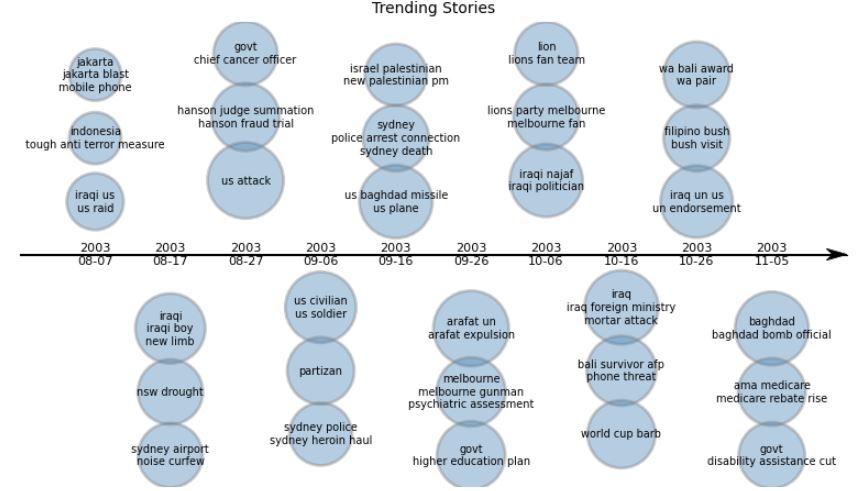 Trending Stories
jakarta
jakarta blast
mobile phone
indonesia
tough anti terror measure
iraqi us
us raid
govt
chief cancer officer
hanson judge summation
hanson fraud trial
us attack
israel palestinian
new palestinian pm
sydney
police arrest connection
sydney death
us baghdad missile
us plane
lion
lions fan team
lions party melbourne
melbourne fan
iraqi najaf
iraqi politician
wa bali award
wa pair
filipino bush
bush visit
iraq un us
un endorsement
2003
08-07
2003
08-17
2003
08-27
2003
09-06
2003
09-16
2003
09-26
2003
10-06
2003
10-16
2003
10-26
2003
11-05
iraqi
iraqi boy
new limb
nsw drought
sydney airport
noise curfew
us civilian
us soldier
partizan
sydney police
sydney heroin haul
arafat un
arafat expulsion
melbourne
melbourne gunman
psychiatric assessment
govt
higher education plan
iraq
iraq foreign ministry
mortar attack
bali survivor afp
phone threat
world cup barb
baghdad
baghdad bomb official
ama medicare
medicare rebate rise
govt
disability assistance cut